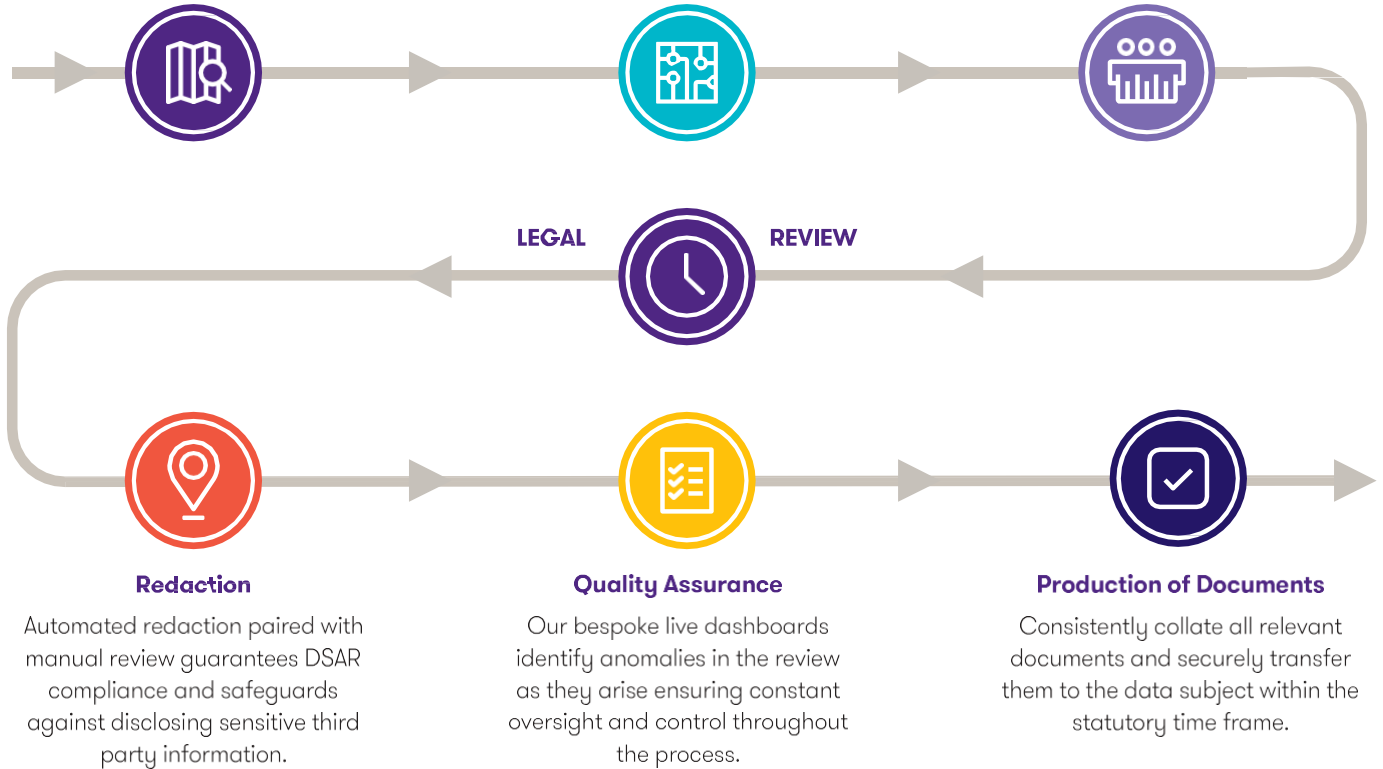 LEGAL REVIEW
Redaction
Automated redaction paired with
manual review guarantees DSAR
compliance and safeguards
against disclosing sensitive third
party information.
Quality Assurance
Our bespoke live dashboards
identify anomalies in the review
as they arise ensuring constant
oversight and control throughout
the process.
Production of Documents
Consistently collate all relevant
documents and securely transfer
them to the data subject within the
statutory time frame.